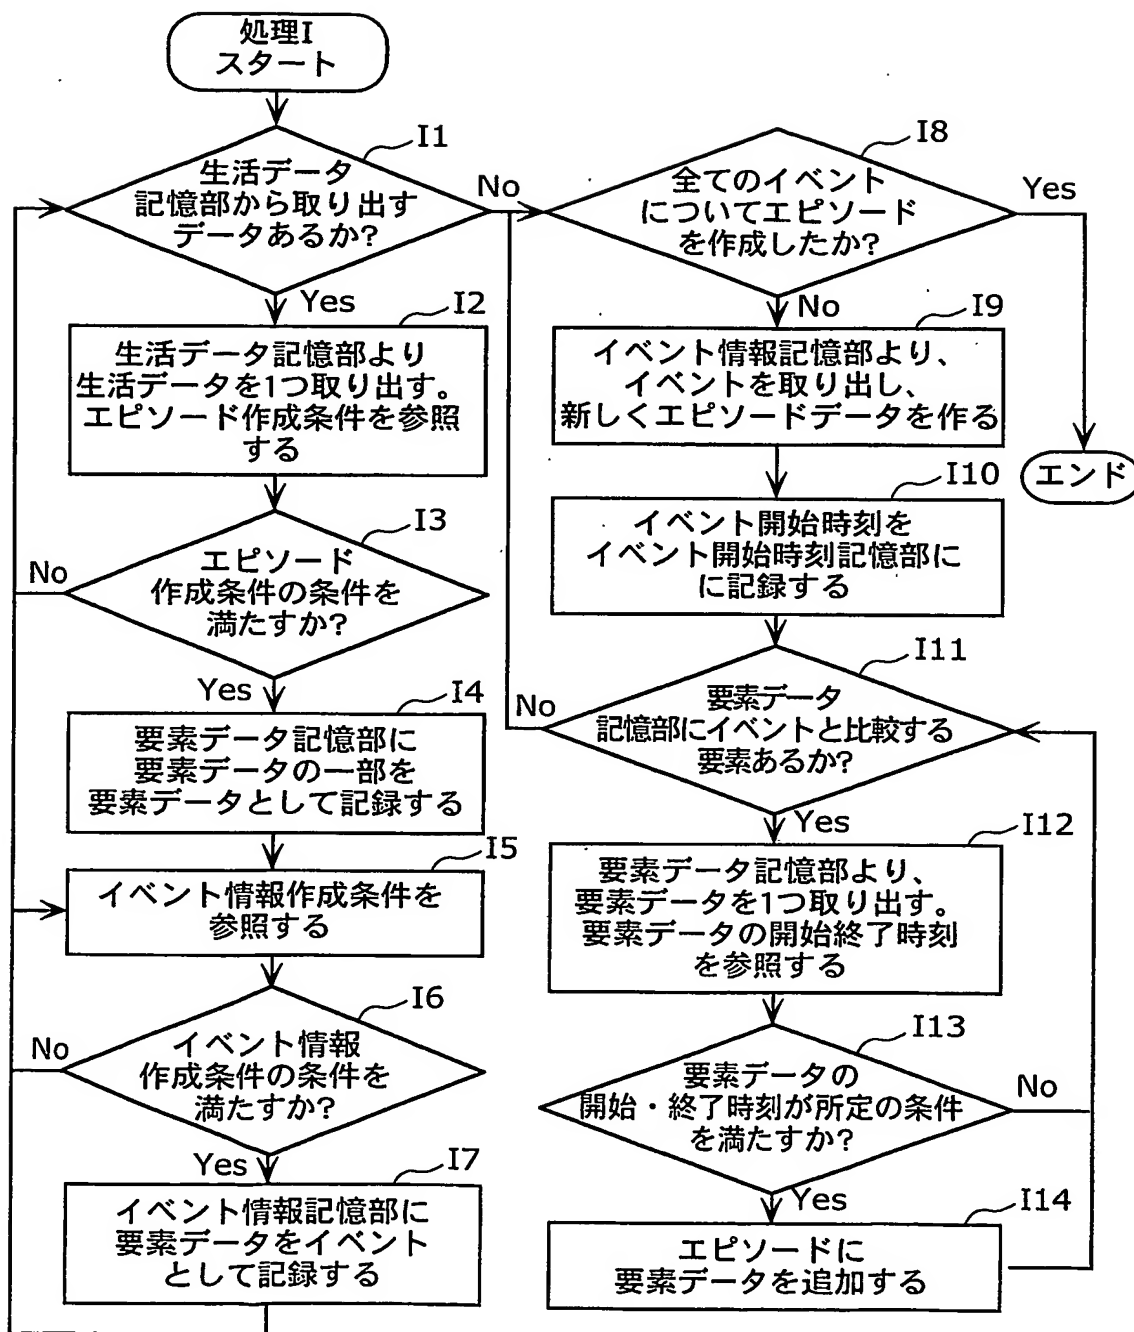 処理I
スタート
I1
生活データ
記憶部から取り出す
データあるか?
No
Yes
I2
生活データ記憶部より
生活データを1つ取り出す。
エピソード作成条件を参照
する
I3
エピソード
作成条件の条件を
満たすか?
No
Yes
I4
要素データ記憶部に
要素データの一部を
要素データとして記録する
I5
イベント情報作成条件を
参照する
I6
イベント情報
作成条件の条件を
満たすか?
No
Yes
I7
イベント情報記憶部に
要素データをイベント
として記録する
I8
全てのイベント
についてエピソード
を作成したか?
Yes
No
I9
イベント情報記憶部より、
イベントを取り出し、
新しくエピソードデータを作る
エンド
I10
イベント開始時刻を
イベント開始時刻記憶部に
に記録する
I11
要素データ
記憶部にイベントと比較する
要素あるか?
No
Yes
I12
要素データ記憶部より、
要素データを1つ取り出す。
要素データの開始終了時刻
を参照する
I13
要素データの
開始・終了時刻が所定の条件
を満たすか?
No
Yes
I14
エピソードに
要素データを追加する